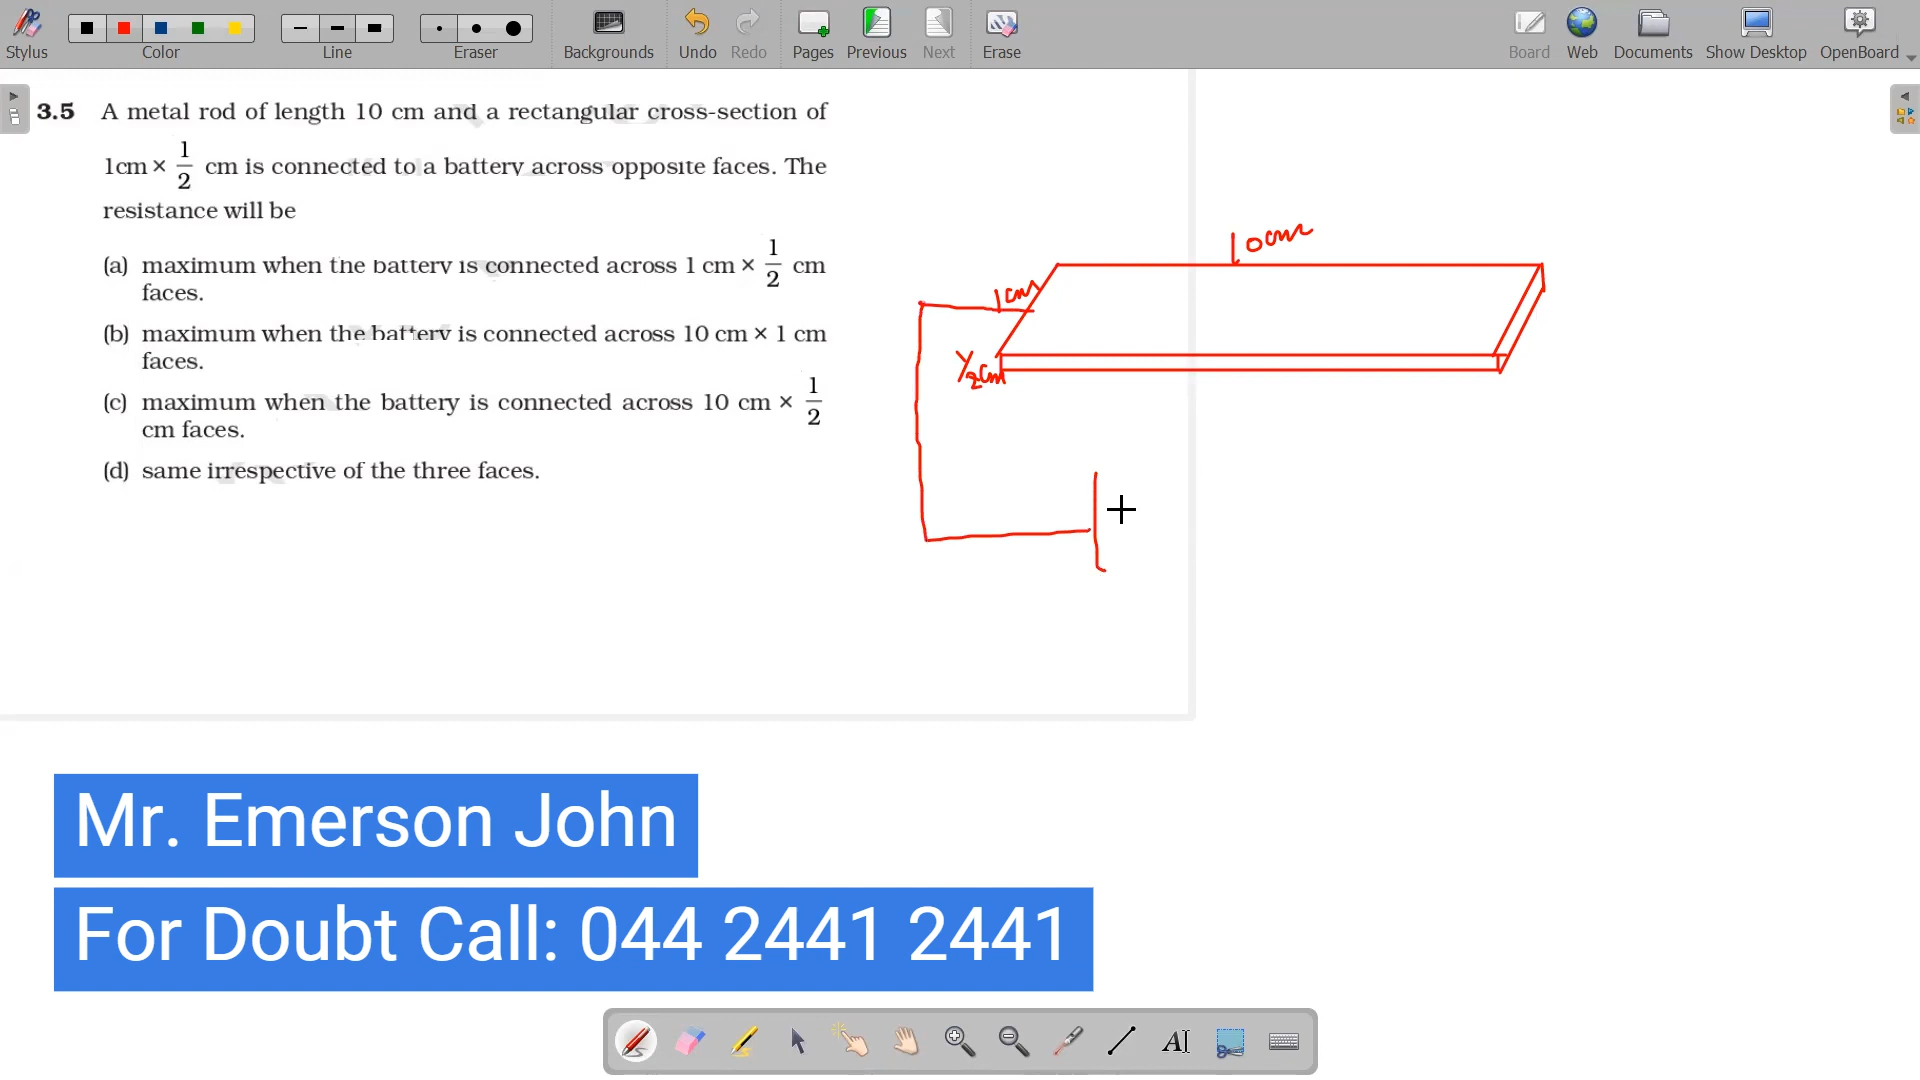 Stylus
Color
Line
Eraser
Backgrounds
Undo
Redo
Pages
Previous
Next
Erase
Board
Web
Documents
Show Desktop
OpenBoard
3.5 A metal rod of length 10 cm and a rectangular cross-section of
1cm × 1/2 cm is connected to a battery across opposite faces. The
resistance will be
(a) maximum when the battery is connected across 1 cm × 1/2 cm
faces.
(b) maximum when the battery is connected across 10 cm × 1 cm
faces.
(c) maximum when the battery is connected across 10 cm × 1/2
cm faces.
(d) same irrespective of the three faces.
10cm
1cm
1/2cm
Mr. Emerson John
For Doubt Call: 044 2441 2441
AI